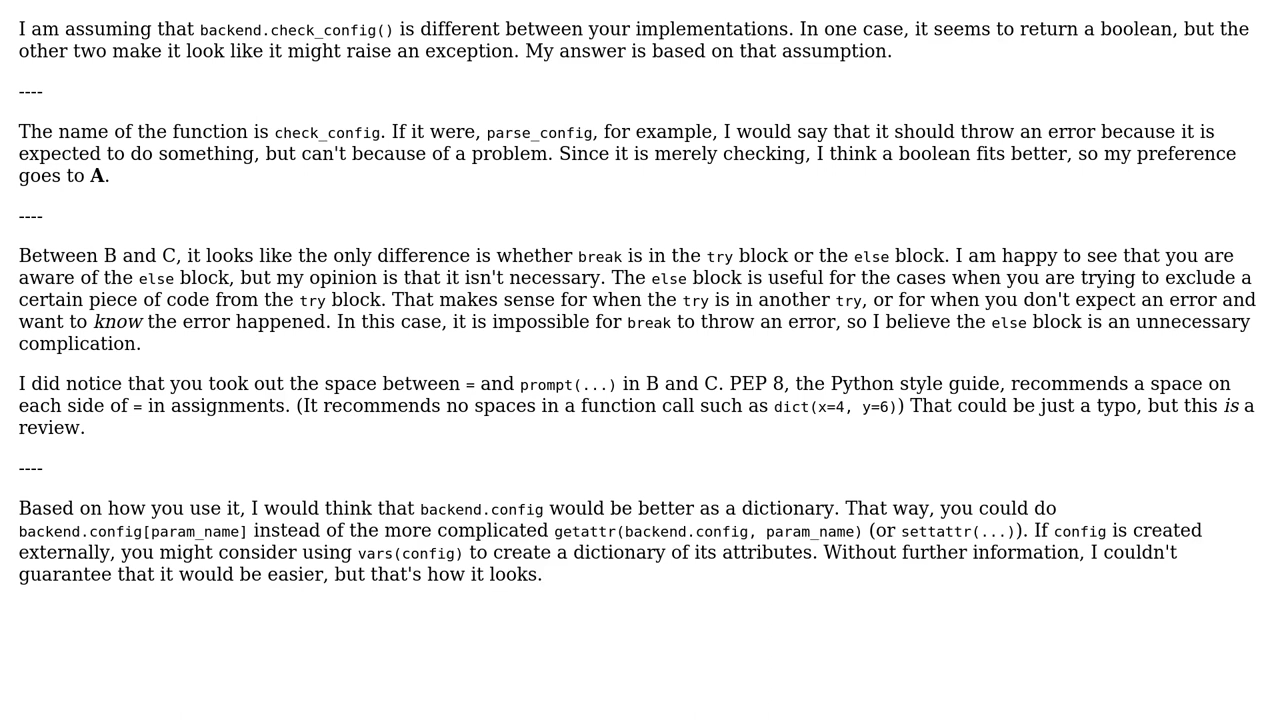 I am assuming that backend.check_config() is different between your implementations. In one case, it seems to return a boolean, but the
other two make it look like it might raise an exception. My answer is based on that assumption.
----
The name of the function is check_config. If it were, parse_config, for example, I would say that it should throw an error because it is
expected to do something, but can't because of a problem. Since it is merely checking, I think a boolean fits better, so my preference
goes to A.
----
Between B and C, it looks like the only difference is whether break is in the try block or the else block. I am happy to see that you are
aware of the else block, but my opinion is that it isn't necessary. The else block is useful for the cases when you are trying to exclude a
certain piece of code from the try block. That makes sense for when the try is in another try, or for when you don't expect an error and
want to know the error happened. In this case, it is impossible for break to throw an error, so I believe the else block is an unnecessary
complication.
I did notice that you took out the space between = and prompt(...) in B and C. PEP 8, the Python style guide, recommends a space on
each side of = in assignments. (It recommends no spaces in a function call such as dict(x=4, y=6)) That could be just a typo, but this is a
review.
----
Based on how you use it, I would think that backend.config would be better as a dictionary. That way, you could do
backend.config[param_name] instead of the more complicated getattr(backend.config, param_name) (or settattr(...)). If config is created
externally, you might consider using vars(config) to create a dictionary of its attributes. Without further information, I couldn't
guarantee that it would be easier, but that's how it looks.